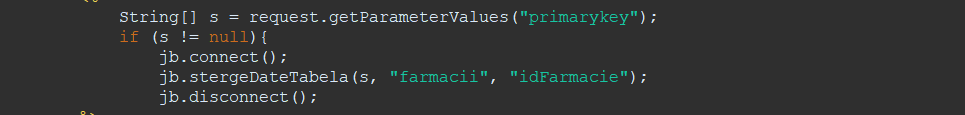 String[] s = request.getParameterValues("primarykey");
if (s != null){
jb.connect();
jb.stergeDateTabela(s, "farmacii", "idFarmacie");
jb.disconnect();